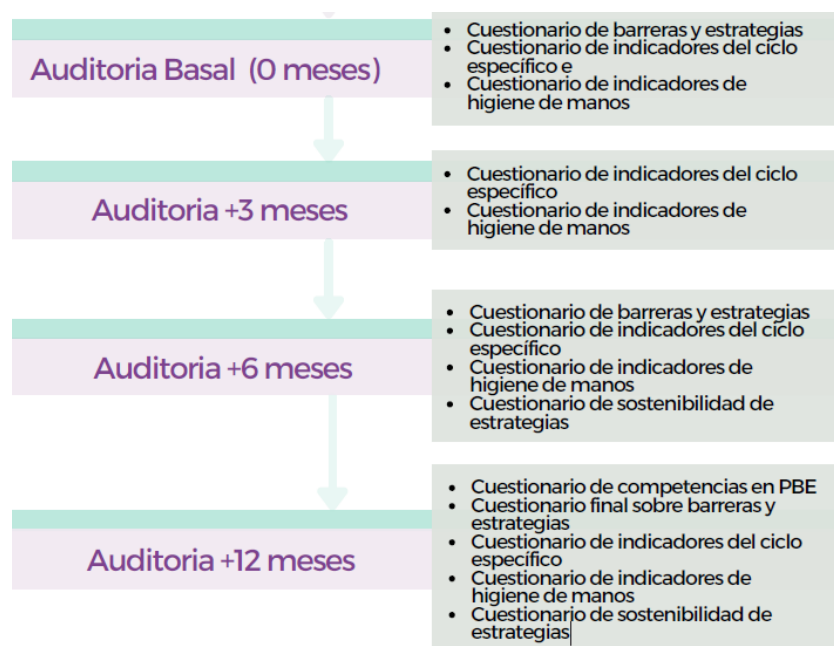 Auditoria Basal (0 meses)
• Cuestionario de barreras y estrategias
• Cuestionario de indicadores del ciclo
específico e
• Cuestionario de indicadores de
higiene de manos
Auditoria +3 meses
• Cuestionario de indicadores del ciclo
específico
• Cuestionario de indicadores de
higiene de manos
Auditoria +6 meses
• Cuestionario de barreras y estrategias
• Cuestionario de indicadores del ciclo
específico
• Cuestionario de indicadores de
higiene de manos
• Cuestionario de sostenibilidad de
estrategias
Auditoria +12 meses
• Cuestionario de competencias en PBE
• Cuestionario final sobre barreras y
estrategias
• Cuestionario de indicadores del ciclo
específico
• Cuestionario de indicadores de
higiene de manos
• Cuestionario de sostenibilidad de
estrategias